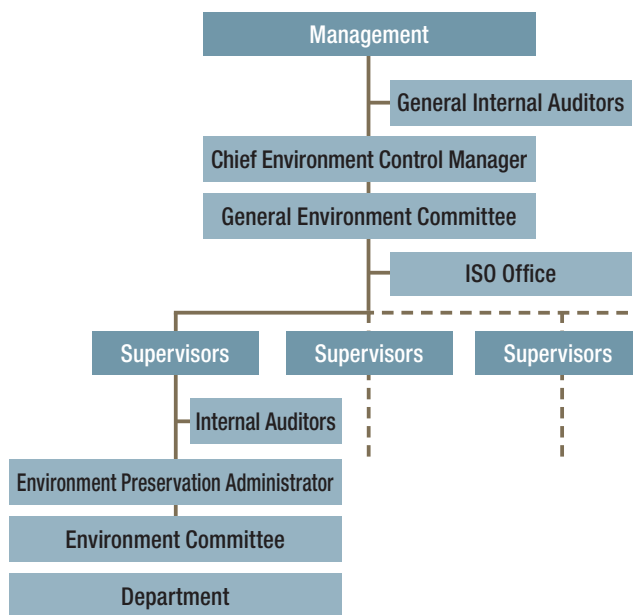 Management
General Internal Auditors
Chief Environment Control Manager
General Environment Committee
ISO Office
Supervisors
Supervisors
Supervisors
Internal Auditors
Environment Preservation Administrator
Environment Committee
Department